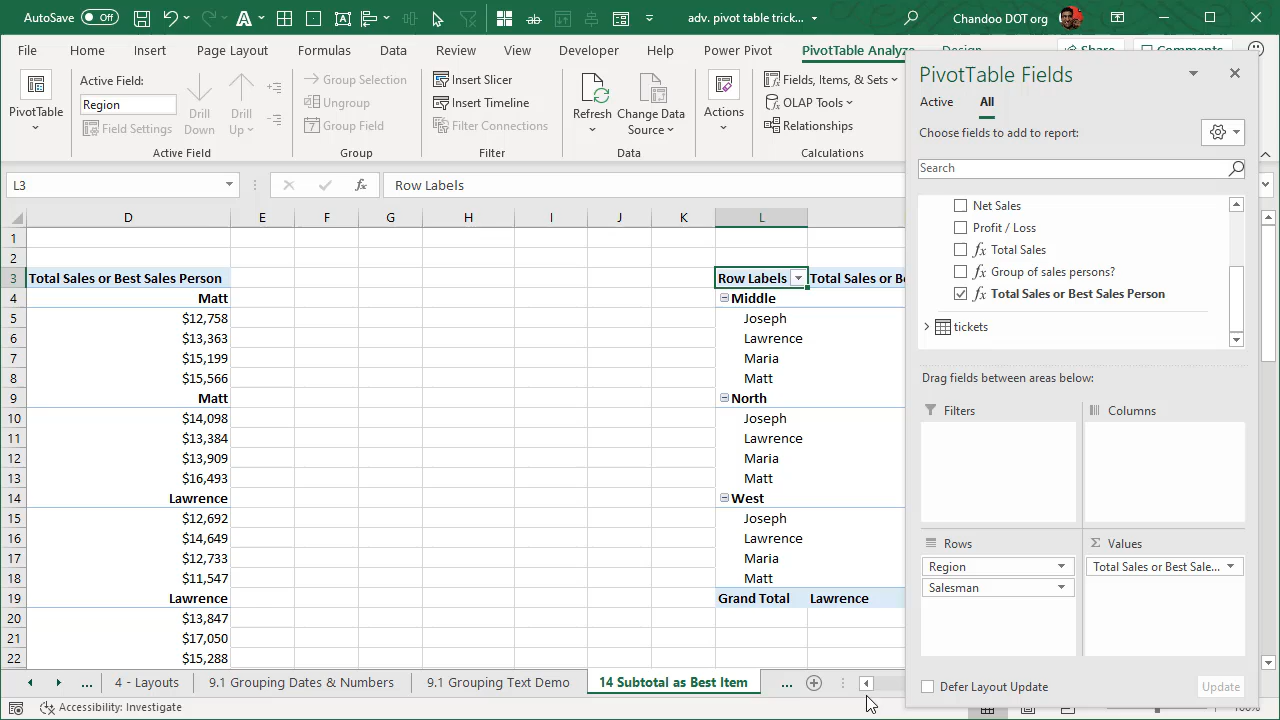 AutoSave Off adv. pivot table trick... Chandoo DOT org
File Home Insert Page Layout Formulas Data Review View Developer Help Power Pivot PivotTable Analyze
PivotTable
Active Field:
Region
Field Settings
Drill Down
Drill Up
Active Field
Group Selection
Ungroup
Group Field
Group
Insert Slicer
Insert Timeline
Filter Connections
Filter
Refresh
Change Data Source
Data
Actions
Fields, Items, & Sets
OLAP Tools
Relationships
Calculations
L3 fx Row Labels
D E F G H I J K L
1
2
3 Total Sales or Best Sales Person Row Labels Total Sales or Be
4 Matt Middle
5 $12,758 Joseph
6 $13,363 Lawrence
7 $15,199 Maria
8 $15,566 Matt
9 Matt North
10 $14,098 Joseph
11 $13,384 Lawrence
12 $13,909 Maria
13 $16,493 Matt
14 Lawrence West
15 $12,692 Joseph
16 $14,649 Lawrence
17 $12,733 Maria
18 $11,547 Matt
19 Lawrence Grand Total Lawrence
20 $13,847
21 $17,050
22 $15,288
... 4 - Layouts 9.1 Grouping Dates & Numbers 9.1 Grouping Text Demo 14 Subtotal as Best Item ...
Accessibility: Investigate
PivotTable Fields
Active All
Choose fields to add to report:
Search
Net Sales
Profit / Loss
fx Total Sales
fx Group of sales persons?
fx Total Sales or Best Sales Person
tickets
Drag fields between areas below:
Filters
Columns
Rows
Region
Salesman
Σ Values
Total Sales or Best Sale...
Defer Layout Update
Update